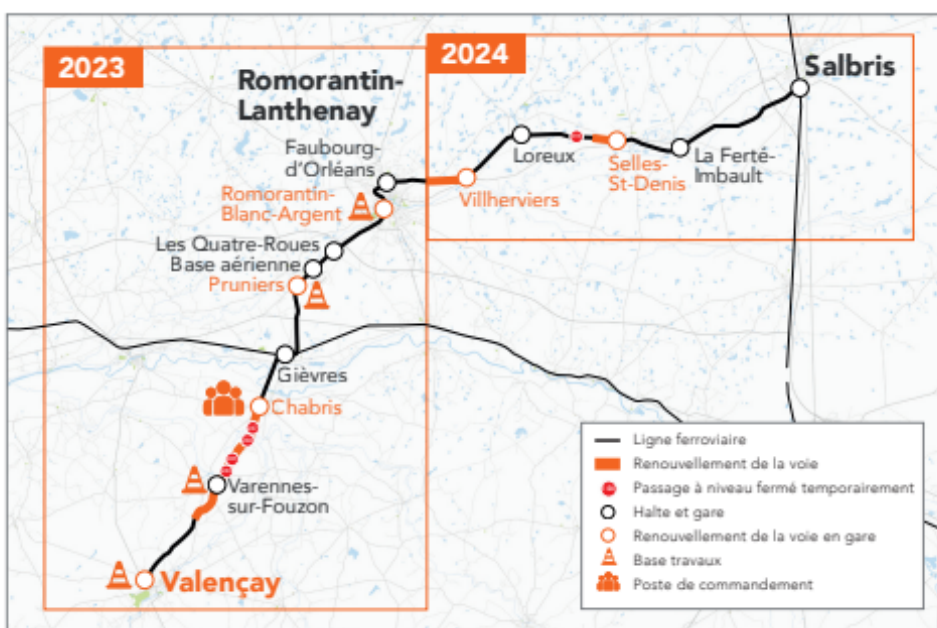 2023
2024
Romorantin-
Lanthenay
Salbris
Faubourg-
d'Orléans
Loreux
Selles-
St-Denis
La Ferté-
Imbault
Romorantin-
Blanc-Argent
Villherviers
Les Quatre-Roues
Base aérienne
Pruniers
Gièvres
Chabris
Varennes-
sur-Fouzon
Valençay
Ligne ferroviaire
Renouvellement de la voie
Passage à niveau fermé temporairement
Halte et gare
Renouvellement de la voie en gare
Base travaux
Poste de commandement